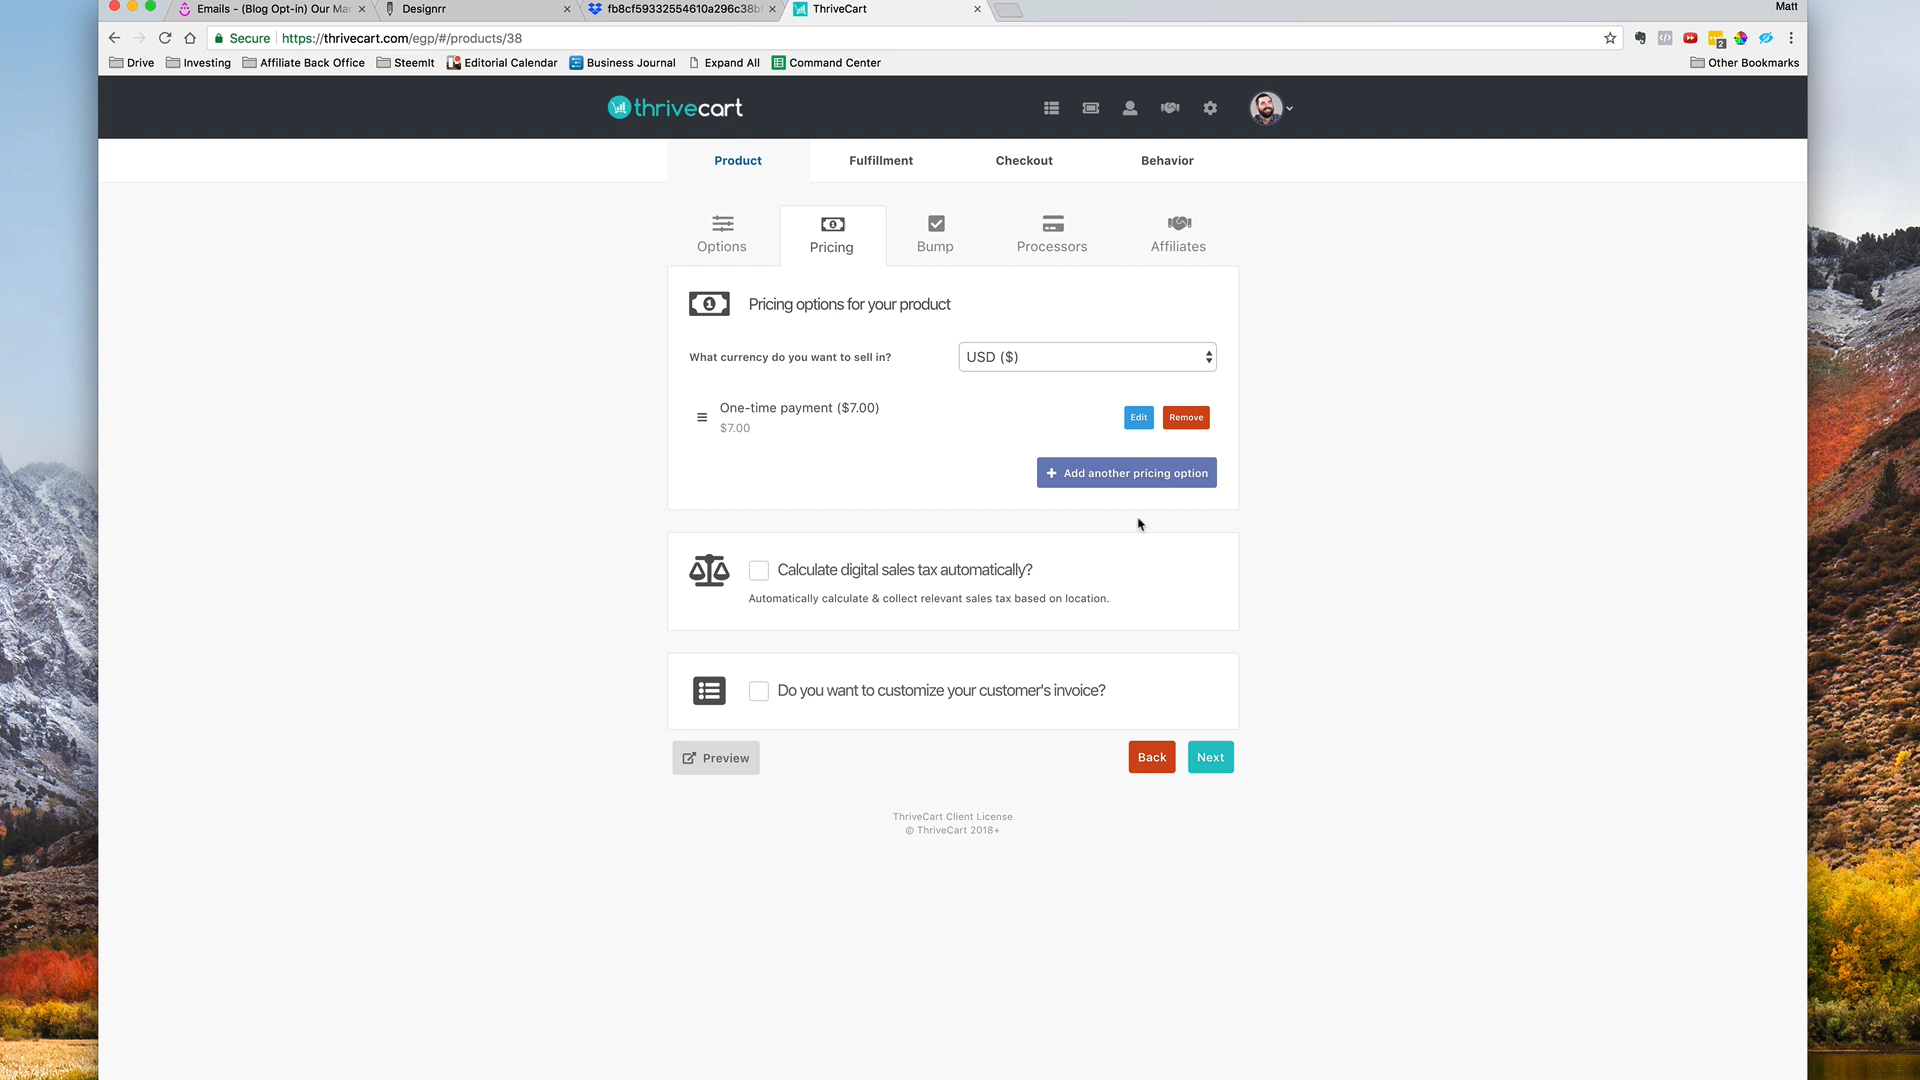 Emails - (Blog Opt-in) Our Ma
Designrr
fb8cf59332554610a296c38b
ThriveCart
Matt
Secure
https://thrivecart.com/egp/#/products/38
2
Drive
Investing
Affiliate Back Office
SteemIt
Editorial Calendar
Business Journal
Expand All
Command Center
Other Bookmarks
thrivecart
Product
Fulfillment
Checkout
Behavior
Options
Pricing
Bump
Processors
Affiliates
Pricing options for your product
What currency do you want to sell in?
USD ($)
One-time payment ($7.00)
$7.00
Edit
Remove
+ Add another pricing option
Calculate digital sales tax automatically?
Automatically calculate & collect relevant sales tax based on location.
Do you want to customize your customer's invoice?
Preview
Back
Next
ThriveCart Client License
© ThriveCart 2018+